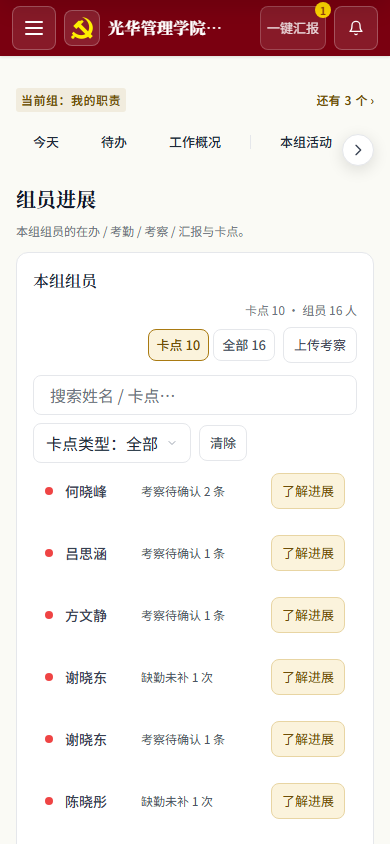 光华管理学院…
一键汇报
1
当前组：我的职责
还有 3 个 ›
今天
待办
工作概况
本组活动
组员进展
本组组员的在办 / 考勤 / 考察 / 汇报与卡点。
本组组员
卡点 10 · 组员 16 人
卡点 10
全部 16
上传考察
搜索姓名 / 卡点…
卡点类型：全部
清除
何晓峰 考察待确认 2 条 了解进展
吕思涵 考察待确认 1 条 了解进展
方文静 考察待确认 1 条 了解进展
谢晓东 缺勤未补 1 次 了解进展
谢晓东 考察待确认 1 条 了解进展
陈晓彤 缺勤未补 1 次 了解进展